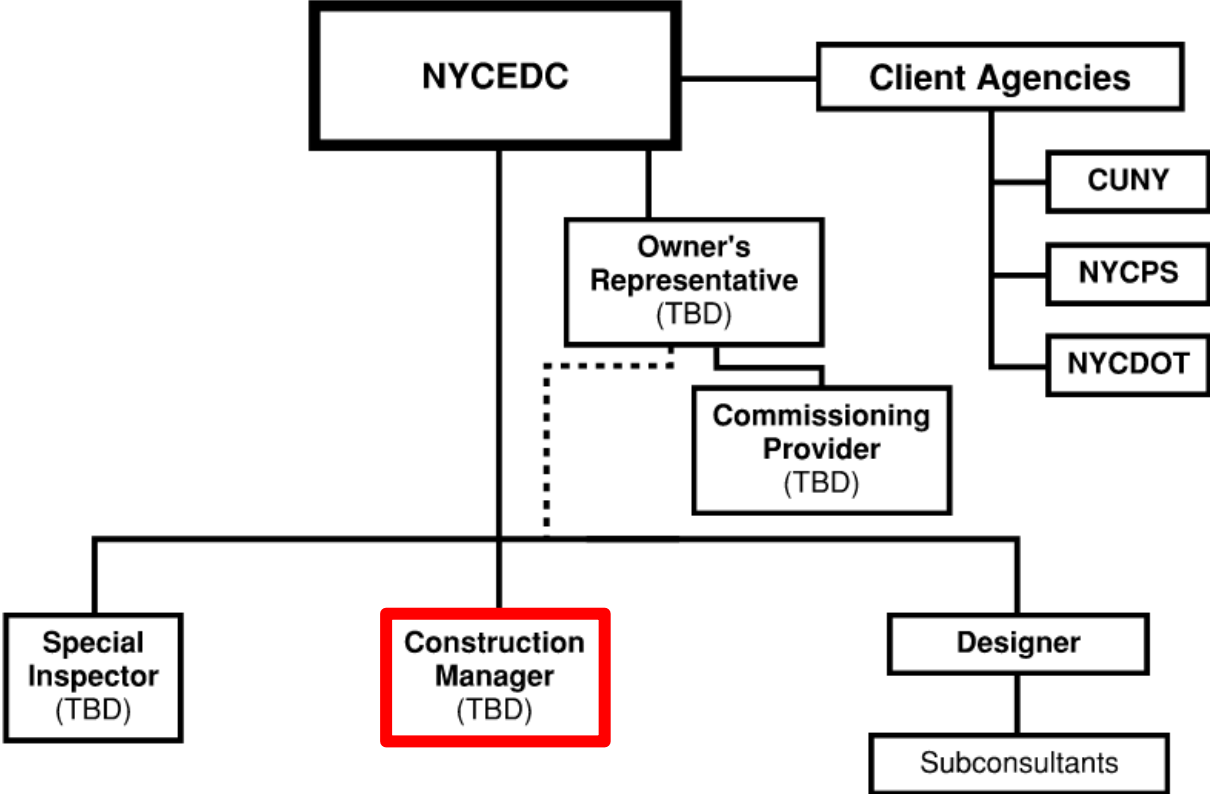 NYCEDC
Client Agencies
CUNY
NYCPS
NYCDOT
Owner's
Representative
(TBD)
Commissioning
Provider
(TBD)
Special
Inspector
(TBD)
Construction
Manager
(TBD)
Designer
Subconsultants